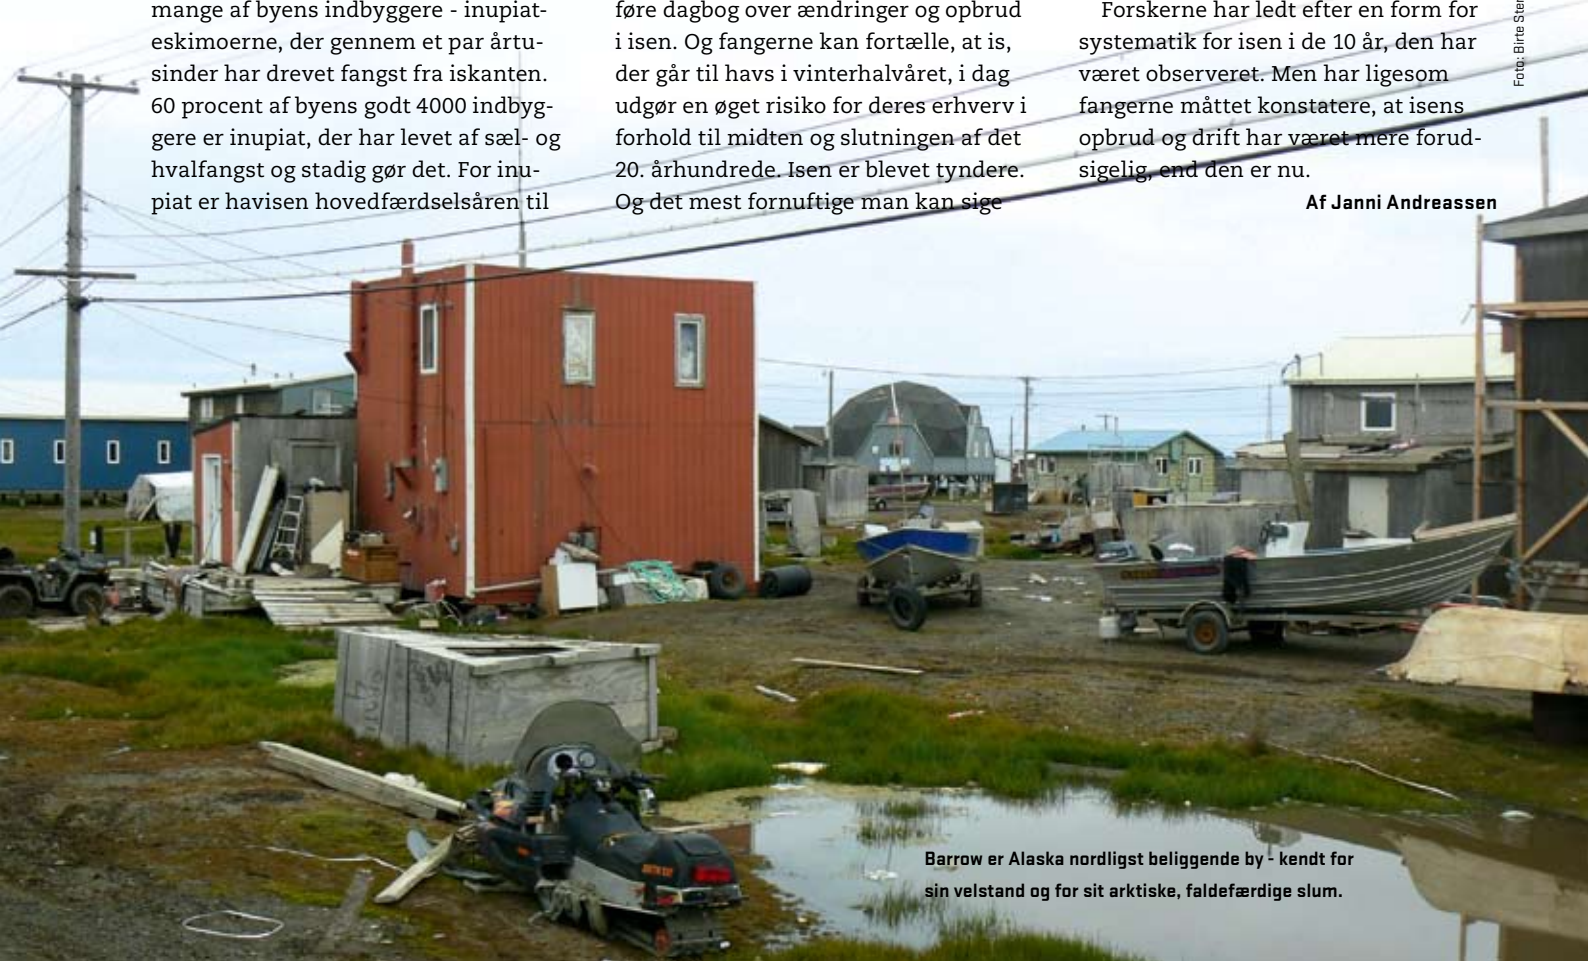 mange af byens indbyggere - inupiat-
eskimoerne, der gennem et par årtu-
sinder har drevet fangst fra iskanten.
60 procent af byens godt 4000 indbyg-
gere er inupiat, der har levet af sæl- og
hvalfangst og stadig gør det. For inu-
piat er havisen hovedfærdselsåren til
føre dagbog over ændringer og opbrud
i isen. Og fangerne kan fortælle, at is,
der går til havs i vinterhalvåret, i dag
udgør en øget risiko for deres erhverv i
forhold til midten og slutningen af det
20. århundrede. Isen er blevet tyndere.
Og det mest fornuftige man kan sige
Forskerne har ledt efter en form for
systematik for isen i de 10 år, den har
været observeret. Men har ligesom
fangerne måttet konstatere, at isens
opbrud og drift har været mere forud-
sigelig, end den er nu.
Af Janni Andreassen
Foto: Birte
Barrow er Alaska nordligst beliggende by - kendt for
sin velstand og for sit arktiske, faldefærdige slum.